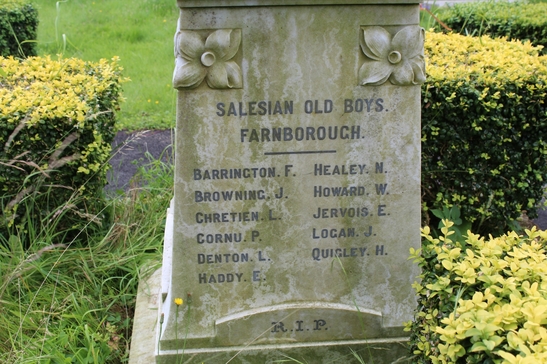 SALESIAN OLD BOYS.
FARNBOROUGH.
BARRINGTON. F.
BROWNING. J.
CHRETIEN. L.
CORNU. P.
DENTON. L.
HADDY. E.
HEALEY. N.
HOWARD. W.
JERVOIS. E.
LOGAN. J.
QUIGLEY. H.
R.I.P.